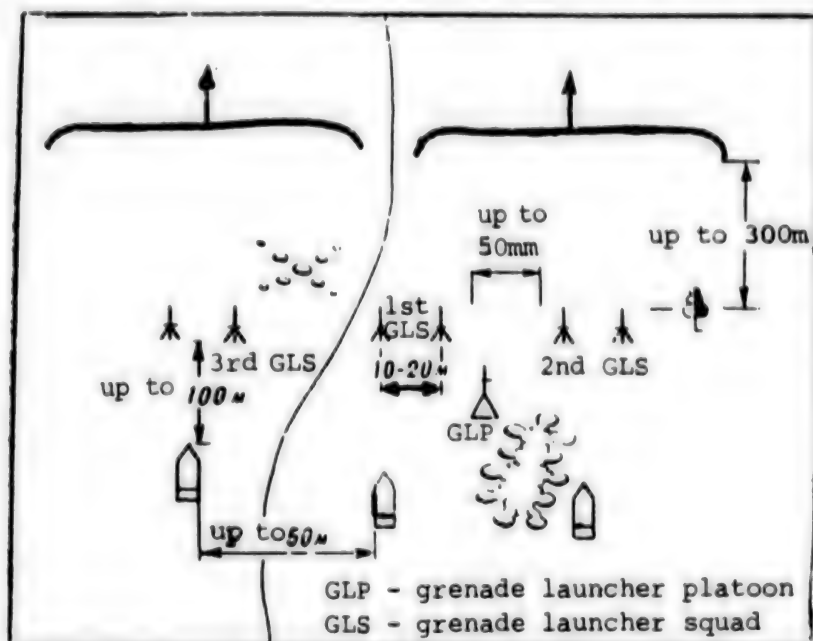 up to
50mm
up to 300m
1st
GLS
3rd GLS
2nd GLS
10-20м
up to 100м
GLP
up to 50м
GLP - grenade launcher platoon
GLS - grenade launcher squad